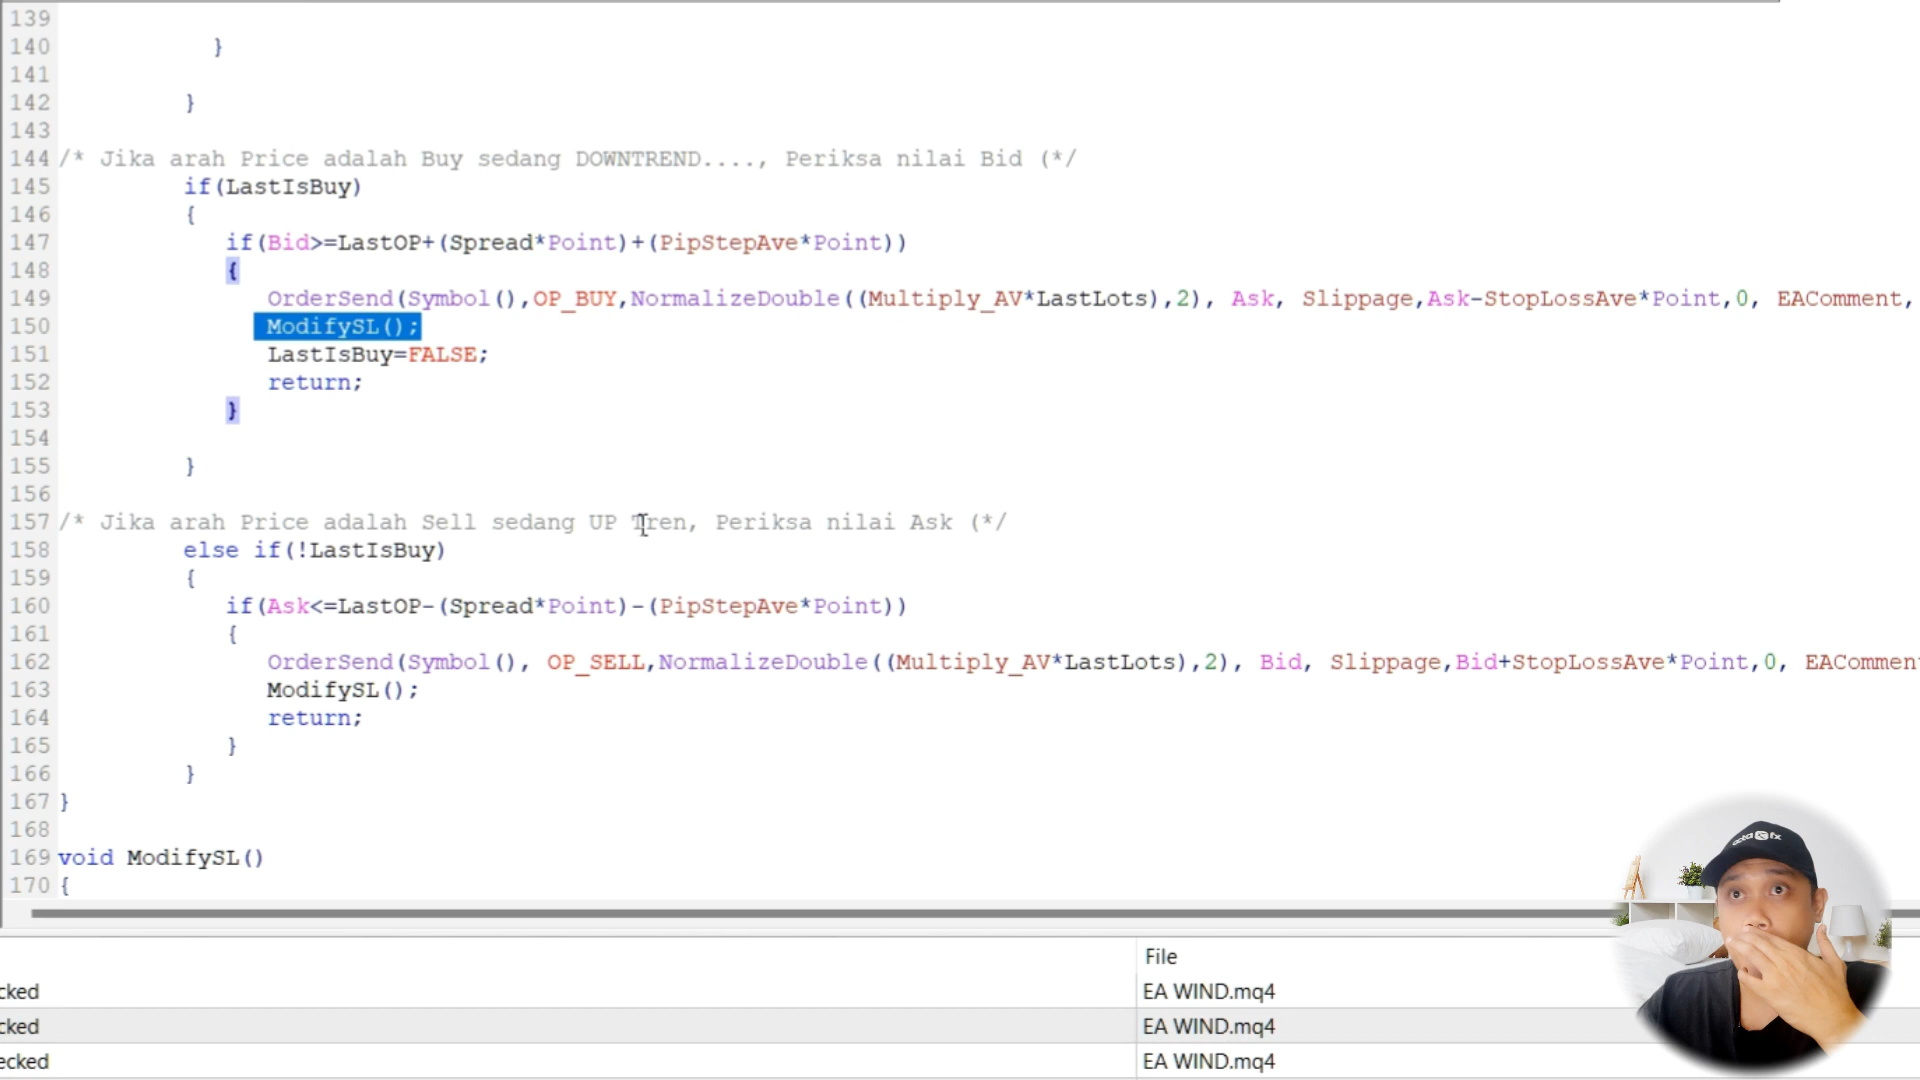 139
140 }
141
142 }
143
144 /* Jika arah Price adalah Buy sedang DOWNTREND...., Periksa nilai Bid (*/
145 if(LastIsBuy)
146 {
147 if(Bid>=LastOP+(Spread*Point)+(PipStepAve*Point))
148 {
149 OrderSend(Symbol(),OP_BUY,NormalizeDouble((Multiply_AV*LastLots),2), Ask, Slippage,Ask-StopLossAve*Point,0, EAComment,
150 ModifySL();
151 LastIsBuy=FALSE;
152 return;
153 }
154
155 }
156
157 /* Jika arah Price adalah Sell sedang UP Tren, Periksa nilai Ask (*/
158 else if(!LastIsBuy)
159 {
160 if(Ask<=LastOP-(Spread*Point)-(PipStepAve*Point))
161 {
162 OrderSend(Symbol(), OP_SELL,NormalizeDouble((Multiply_AV*LastLots),2), Bid, Slippage,Bid+StopLossAve*Point,0, EACommen
163 ModifySL();
164 return;
165 }
166 }
167 }
168
169 void ModifySL()
170 {
File
cked EA WIND.mq4
cked EA WIND.mq4
ecked EA WIND.mq4